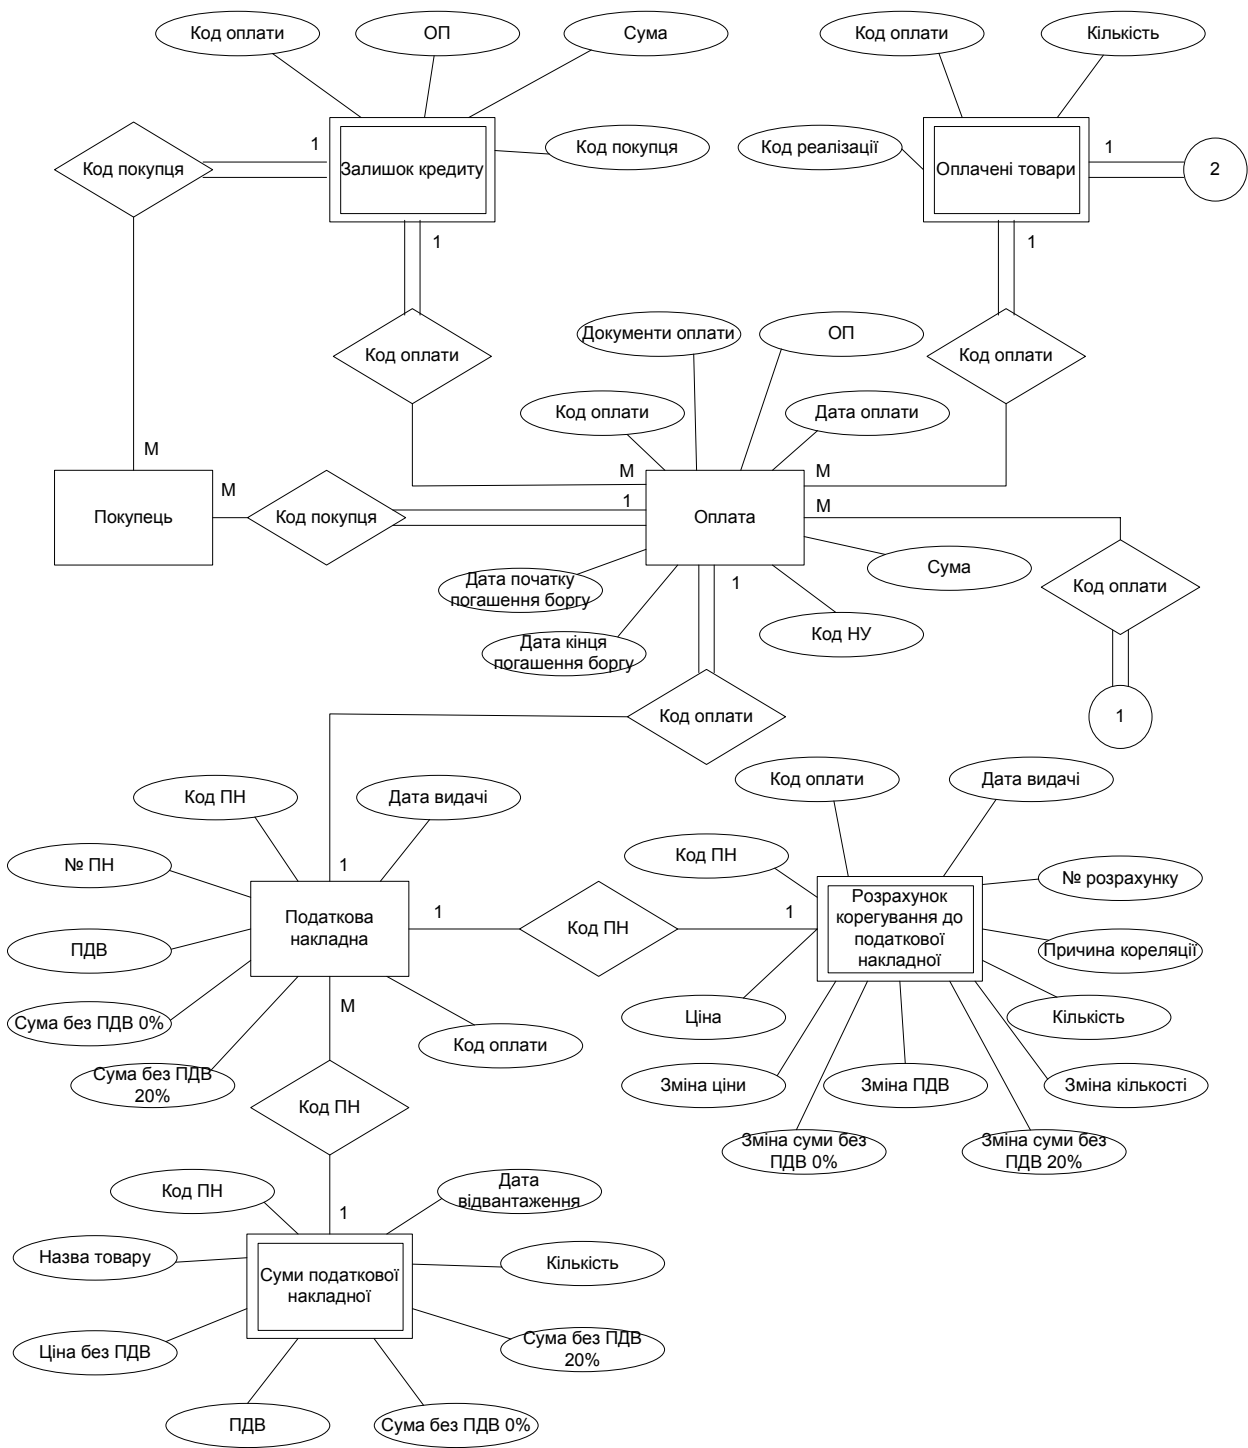 Код оплати
ОП
Сума
Код оплати
Кількість
Код покупця
1
Залишок кредиту
Код покупця
Код реалізації
Оплачені товари
1
2
1
1
Код оплати
Документи оплати
ОП
Код оплати
Код оплати
Дата оплати
М
М
М
М
Покупець
Код покупця
1
Оплата
М
Дата початку
погашення боргу
1
Сума
Код оплати
Дата кінця
погашення боргу
Код НУ
Код оплати
1
Код ПН
Дата видачі
Код оплати
Дата видачі
№ ПН
1
Код ПН
№ розрахунку
Податкова
накладна
1
Код ПН
1
Розрахунок
корегування до
податкової
накладної
ПДВ
Причина кореляції
Сума без ПДВ 0%
М
Код оплати
Ціна
Кількість
Сума без ПДВ
20%
Код ПН
Зміна ціни
Зміна ПДВ
Зміна кількості
Зміна суми без
ПДВ 0%
Зміна суми без
ПДВ 20%
Код ПН
1
Дата
відвантаження
Назва товару
Суми податкової
накладної
Кількість
Ціна без ПДВ
Сума без ПДВ
20%
ПДВ
Сума без ПДВ 0%